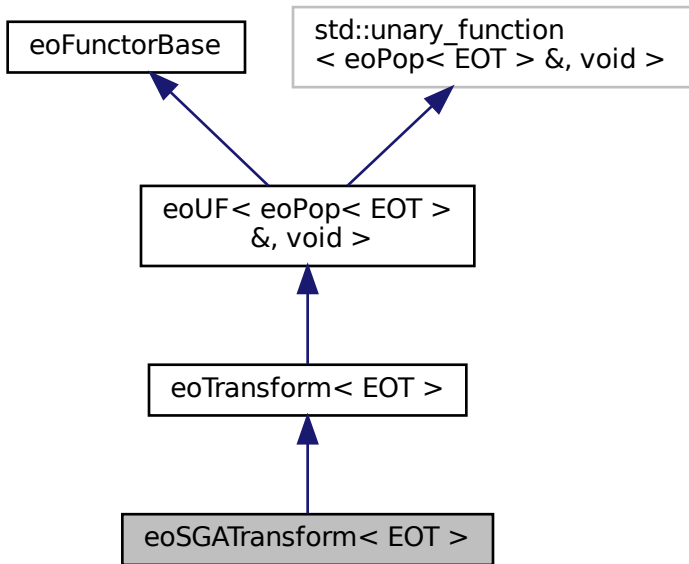 eoFunctorBase
std::unary_function
< eoPop< EOT > &, void >
eoUF< eoPop< EOT >
&, void >
eoTransform< EOT >
eoSGATransform< EOT >